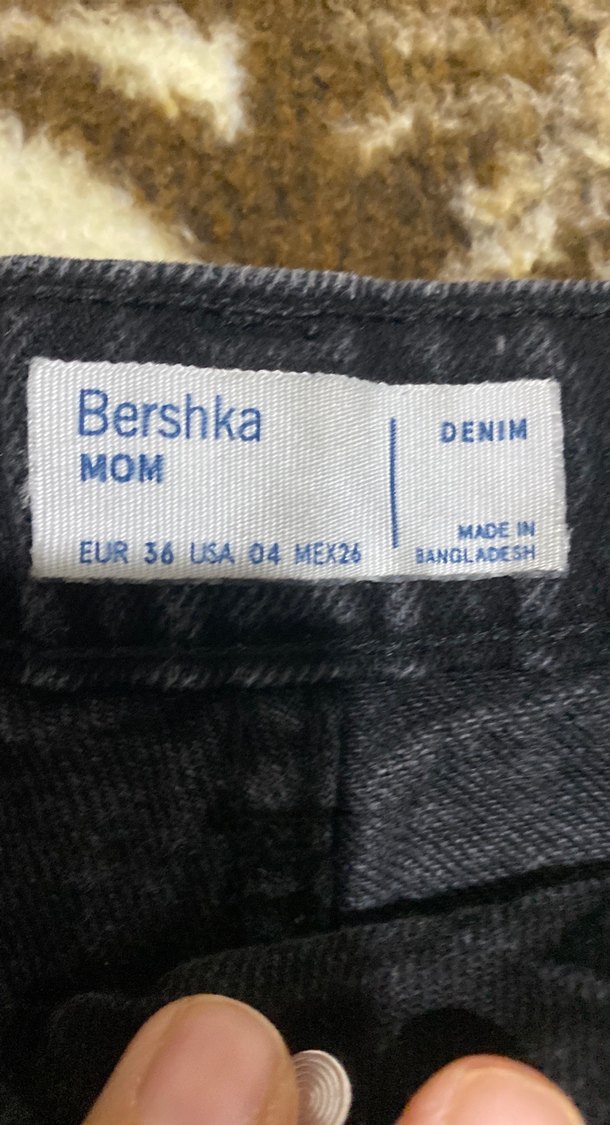 Bershka
MOM
EUR 36 USA 04 MEX26
DENIM
MADE IN
BANGLADESH